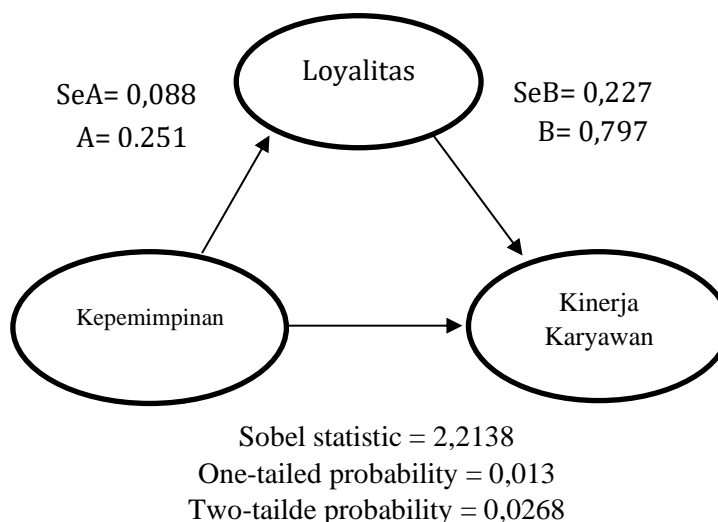 Loyalitas
SeA= 0,088
A= 0.251
SeB= 0,227
B= 0,797
Kepemimpinan
Kinerja
Karyawan
Sobel statistic = 2,2138
One-tailed probability = 0,013
Two-tailde probability = 0,0268